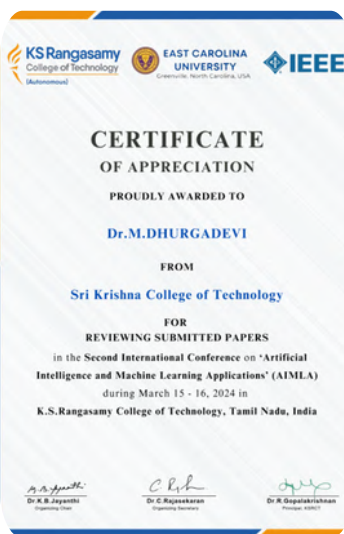 KS Rangasamy
College of Technology
(Autonomous)
EAST CAROLINA
UNIVERSITY
Greenville, North Carolina, USA
IEEE
CERTIFICATE
OF APPRECIATION
PROUDLY AWARDED TO
Dr.M.DHURGADEVI
FROM
Sri Krishna College of Technology
FOR
REVIEWING SUBMITTED PAPERS
in the Second International Conference on ‘Artificial
Intelligence and Machine Learning Applications’ (AIMLA)
during March 15 - 16, 2024 in
K.S.Rangasamy College of Technology, Tamil Nadu, India
Dr.K.B.Jayanthi
Organizing Chair
Dr.C.Rajasekaran
Organizing Secretary
Dr.R.Gopalakrishnan
Principal, KSRCT